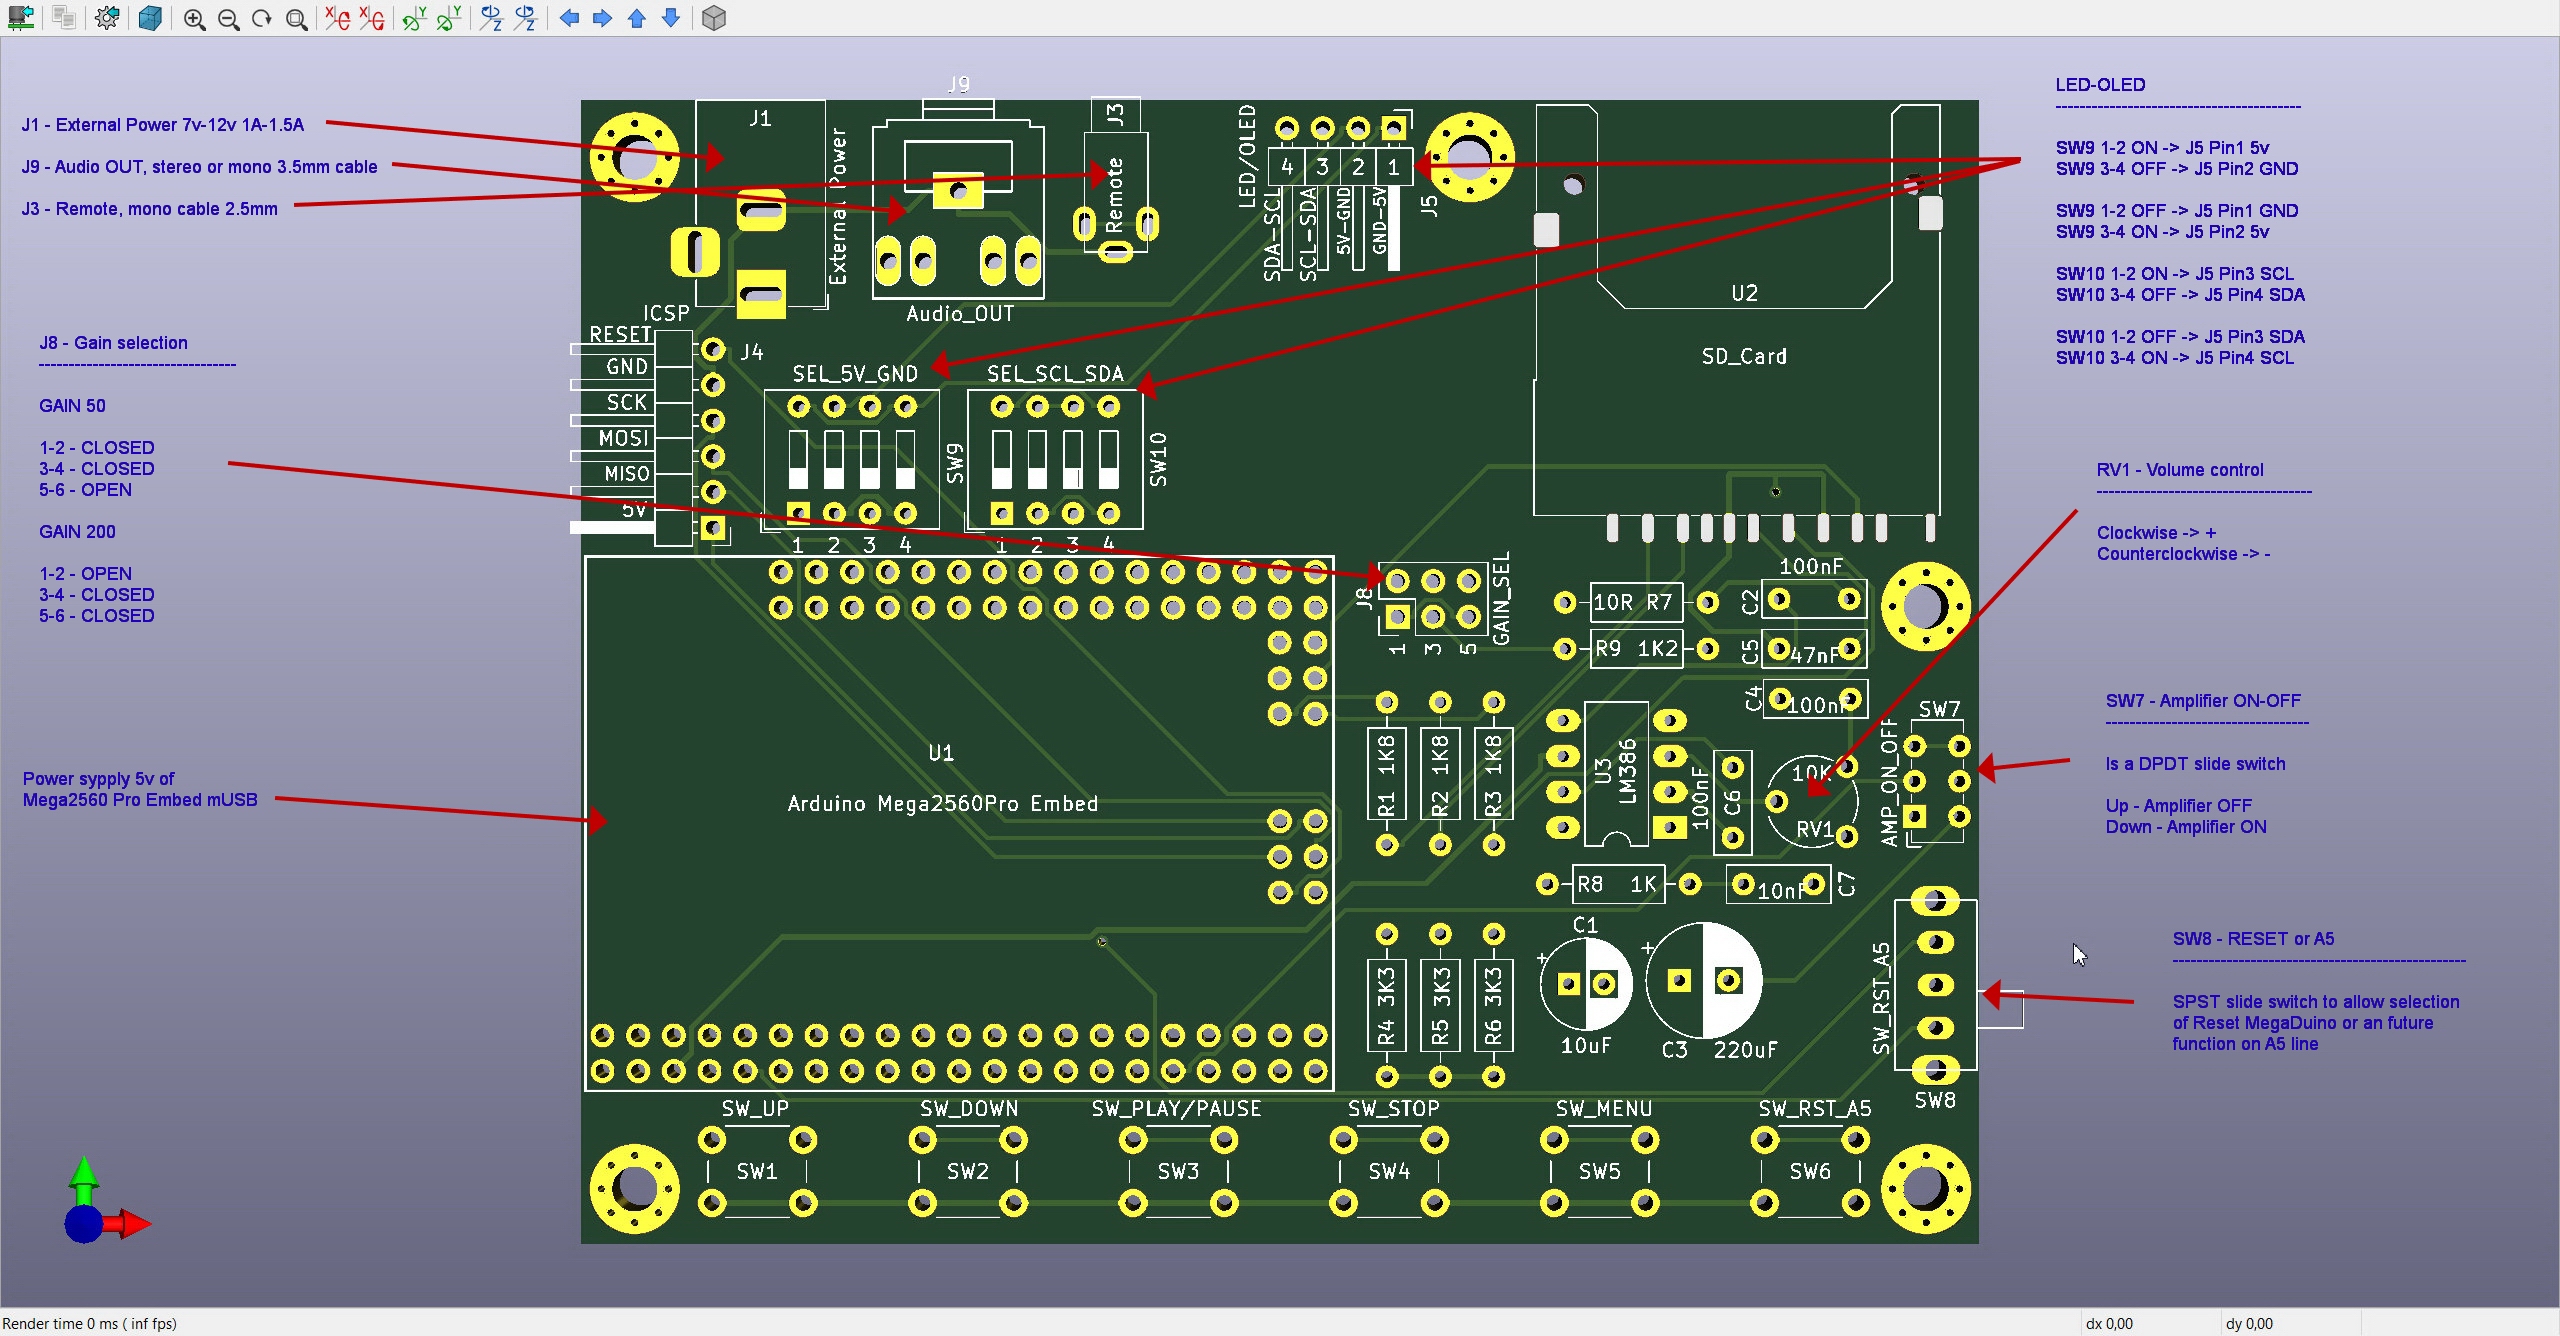 J1 - External Power 7v-12v 1A-1.5A
J9 - Audio OUT, stereo or mono 3.5mm cable
J3 - Remote, mono cable 2.5mm
J8 - Gain selection
GAIN 50
1-2 - CLOSED
3-4 - CLOSED
5-6 - OPEN
GAIN 200
1-2 - OPEN
3-4 - CLOSED
5-6 - CLOSED
Power sypply 5v of
Mega2560 Pro Embed mUSB
J9
J1
External Power
Audio_OUT
J3
Remote
LED/OLED
4 3 2 1
SDA-SCL
SCL-SDA
5V-GND
GND-5V
J5
U2
SD_Card
ICSP
J4
RESET
GND
SCK
MOSI
MISO
5V
SEL_5V_GND
SW9
1 2 3 4
SEL_SCL_SDA
SW10
1 2 3 4
J8
GAIN_SEL
1 3 5
U1
Arduino Mega2560Pro Embed
10R R7
R9 1K2
100nF
C2
C5
47nF
C4
100nF
R1 1K8
R2 1K8
R3 1K8
U3
LM386
100nF
C6
10K
RV1
SW7
AMP_ON_OFF
R8 1K
10nF
C7
R4 3K3
R5 3K3
R6 3K3
C1
+
10uF
+
C3 220uF
SW_RST_A5
SW8
SW_UP
SW1
SW_DOWN
SW2
SW_PLAY/PAUSE
SW3
SW_STOP
SW4
SW_MENU
SW5
SW_RST_A5
SW6
LED-OLED
SW9 1-2 ON -> J5 Pin1 5v
SW9 3-4 OFF -> J5 Pin2 GND
SW9 1-2 OFF -> J5 Pin1 GND
SW9 3-4 ON -> J5 Pin2 5v
SW10 1-2 ON -> J5 Pin3 SCL
SW10 3-4 OFF -> J5 Pin4 SDA
SW10 1-2 OFF -> J5 Pin3 SDA
SW10 3-4 ON -> J5 Pin4 SCL
RV1 - Volume control
Clockwise -> +
Counterclockwise -> -
SW7 - Amplifier ON-OFF
Is a DPDT slide switch
Up - Amplifier OFF
Down - Amplifier ON
SW8 - RESET or A5
SPST slide switch to allow selection
of Reset MegaDuino or an future
function on A5 line
Render time 0 ms ( inf fps)
dx 0,00
dy 0,00